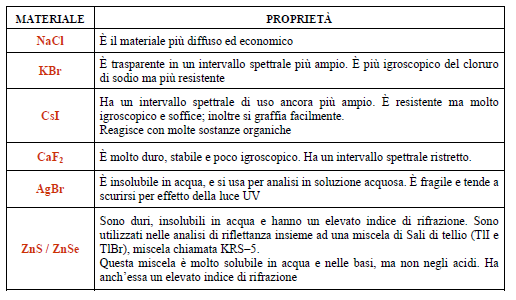 MATERIALE PROPRIETÀ
NaCl È il materiale più diffuso ed economico
KBr È trasparente in un intervallo spettrale più ampio. È più igroscopico del cloruro
di sodio ma più resistente
CsI Ha un intervallo spettrale di uso ancora più ampio. È resistente ma molto
igroscopico e soffice; inoltre si graffia facilmente.
Reagisce con molte sostanze organiche
CaF2 È molto duro, stabile e poco igroscopico. Ha un intervallo spettrale ristretto.
AgBr È insolubile in acqua, e si usa per analisi in soluzione acquosa. È fragile e tende a
scurirsi per effetto della luce UV
ZnS / ZnSe Sono duri, insolubili in acqua e hanno un elevato indice di rifrazione. Sono
utilizzati nelle analisi di riflettanza insieme ad una miscela di Sali di tellio (TlI e
TlBr), miscela chiamata KRS–5.
Questa miscela è molto solubile in acqua e nelle basi, ma non negli acidi. Ha
anch’essa un elevato indice di rifrazione